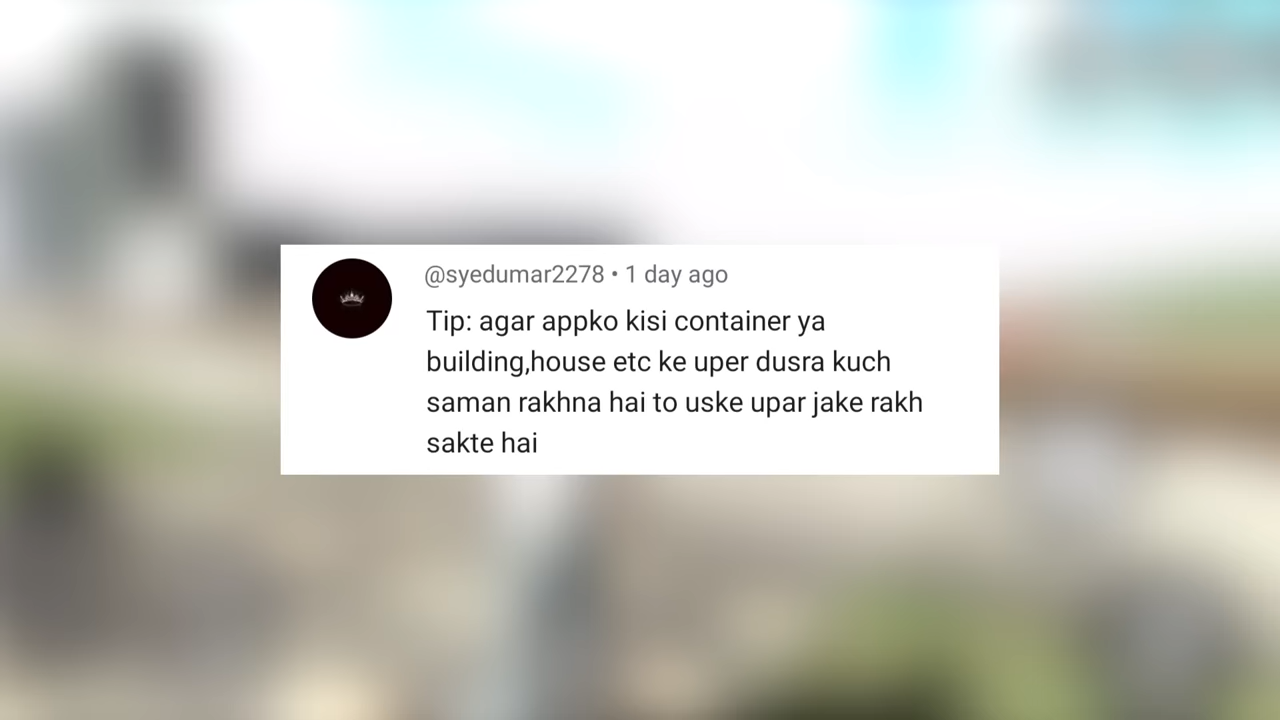 @syedumar2278 • 1 day ago
Tip: agar appko kisi container ya
building,house etc ke uper dusra kuch
saman rakhna hai to uske upar jake rakh
sakte hai